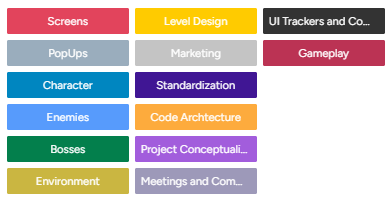 Screens
Level Design
UI Trackers and Co...
PopUps
Marketing
Gameplay
Character
Standardization
Enemies
Code Archtecture
Bosses
Project Conceptuali...
Environment
Meetings and Com...